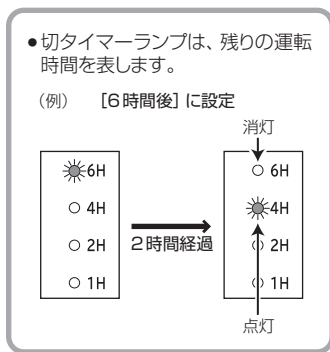 ●切タイマーランプは、残りの運転
時間を表します。
（例） [6時間後] に設定
消灯
6H
4H
2H
1H
2時間経過
6H
4H
2H
1H
点灯